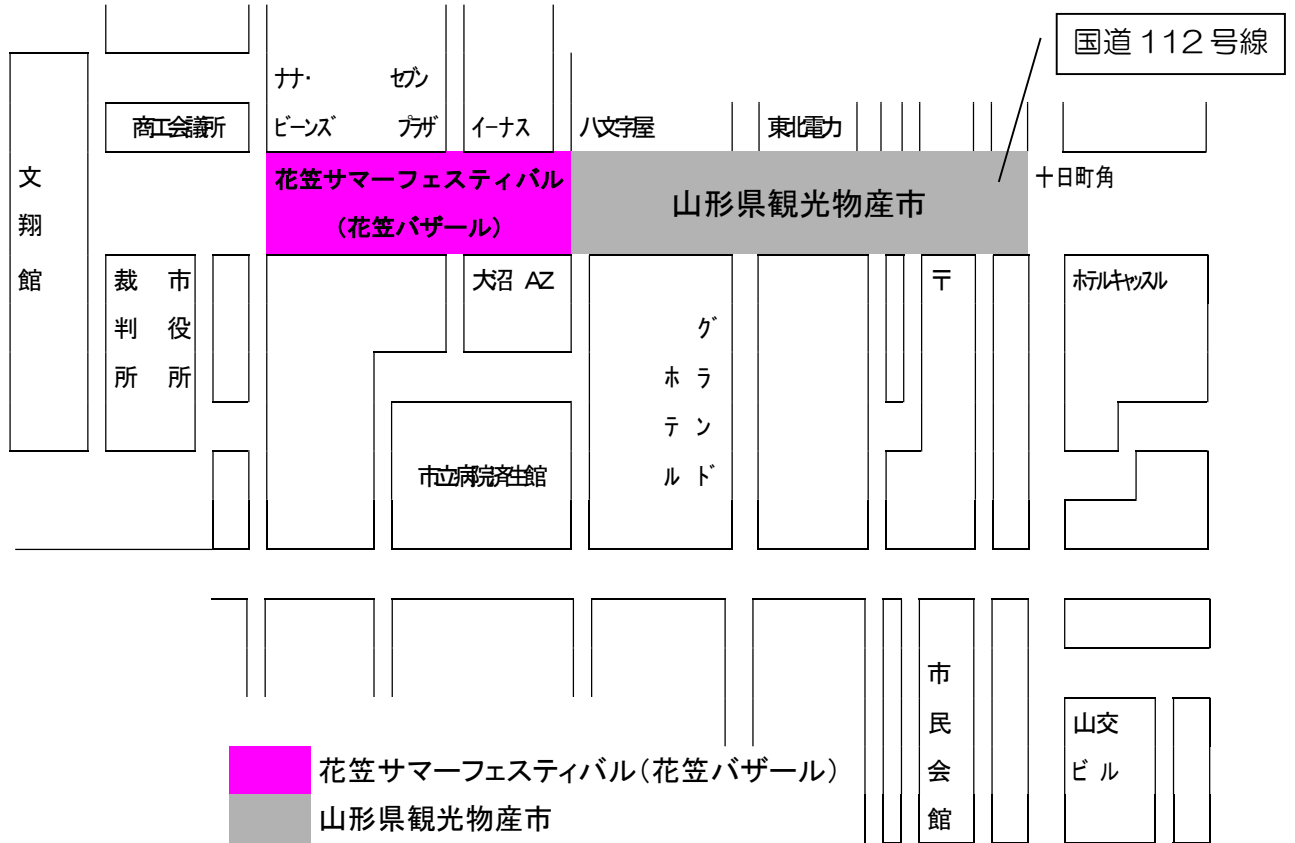 国道112号線
ナナ・
ビーンズ
セブン
プラザ
商工会議所
イーナス
八文字屋
東北電力
文翔館
花笠サマーフェスティバル
(花笠バザール)
山形県観光物産市
十日町角
裁判所
市役所
大沼 AZ
〒
ホテルキャッスル
グランド
ホテル
市立病院済生館
市民会館
山交
ビル
花笠サマーフェスティバル(花笠バザール)
山形県観光物産市